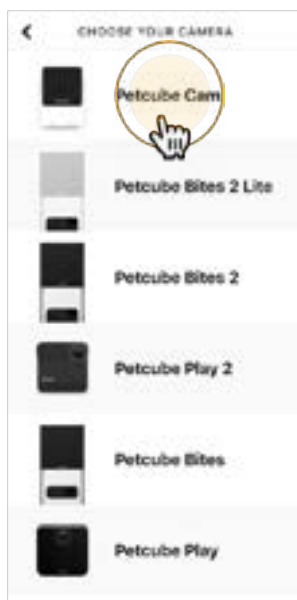 CHOOSE YOUR CAMERA
Petcube Cam
Petcube Bites 2 Lite
Petcube Bites 2
Petcube Play 2
Petcube Bites
Petcube Play